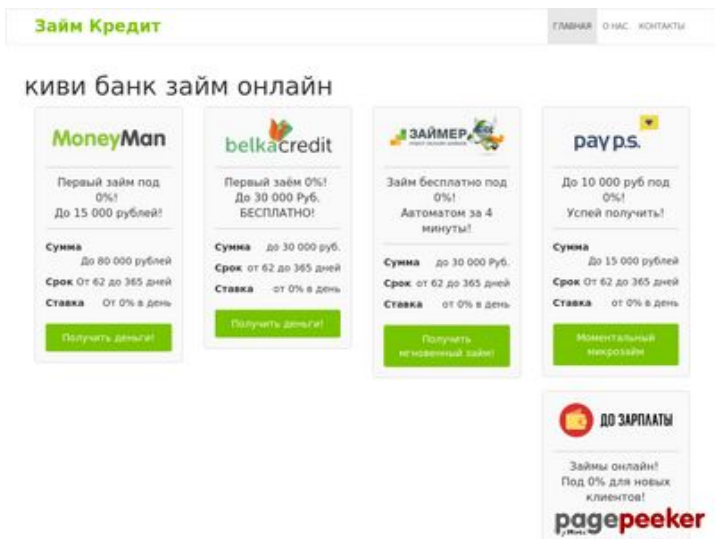 Займ Кредит
ГЛАВНАЯ О НАС КОНТАКТЫ
киви банк займ онлайн
MoneyMan
Первый займ под
0%!
До 15 000 рублей!
Сумма
До 80 000 рублей
Срок От 62 до 365 дней
Ставка От 0% в день
Получить деньги!
belkacredit
Первый заём 0%!
До 30 000 Руб.
БЕСПЛАТНО!
Сумма до 30 000 руб.
Срок от 62 до 365 дней
Ставка от 0% в день
Получить деньги!
ЗАЙМЕР
Займ бесплатно под
0%!
Автоматом за 4
минуты!
Сумма до 30 000 Руб.
Срок от 62 до 365 дней
Ставка от 0% в день
Получить
мгновенный займ!
pay p.s.
До 10 000 руб под
0%!
Успей получить!
Сумма
До 15 000 рублей
Срок От 62 до 365 дней
Ставка от 0% в день
Моментальный
микрозайм
ДО ЗАРПЛАТЫ
Займы онлайн!
Под 0% для новых
клиентов!
pagepeeker